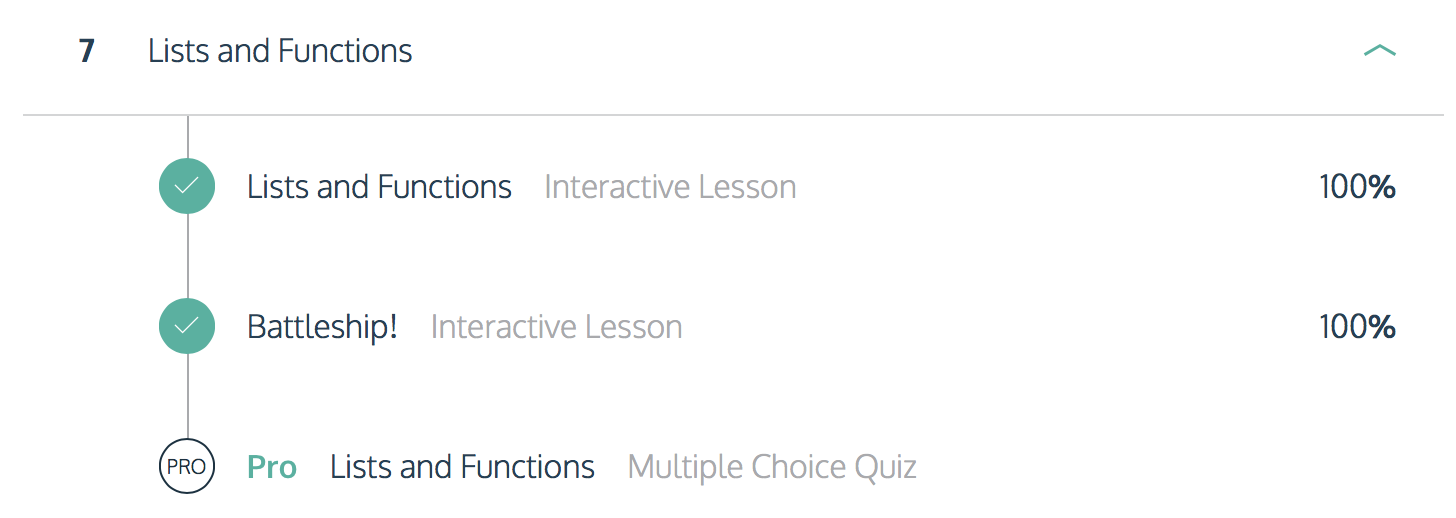 7 Lists and Functions
Lists and Functions Interactive Lesson 100%
Battleship! Interactive Lesson 100%
PRO Pro Lists and Functions Multiple Choice Quiz